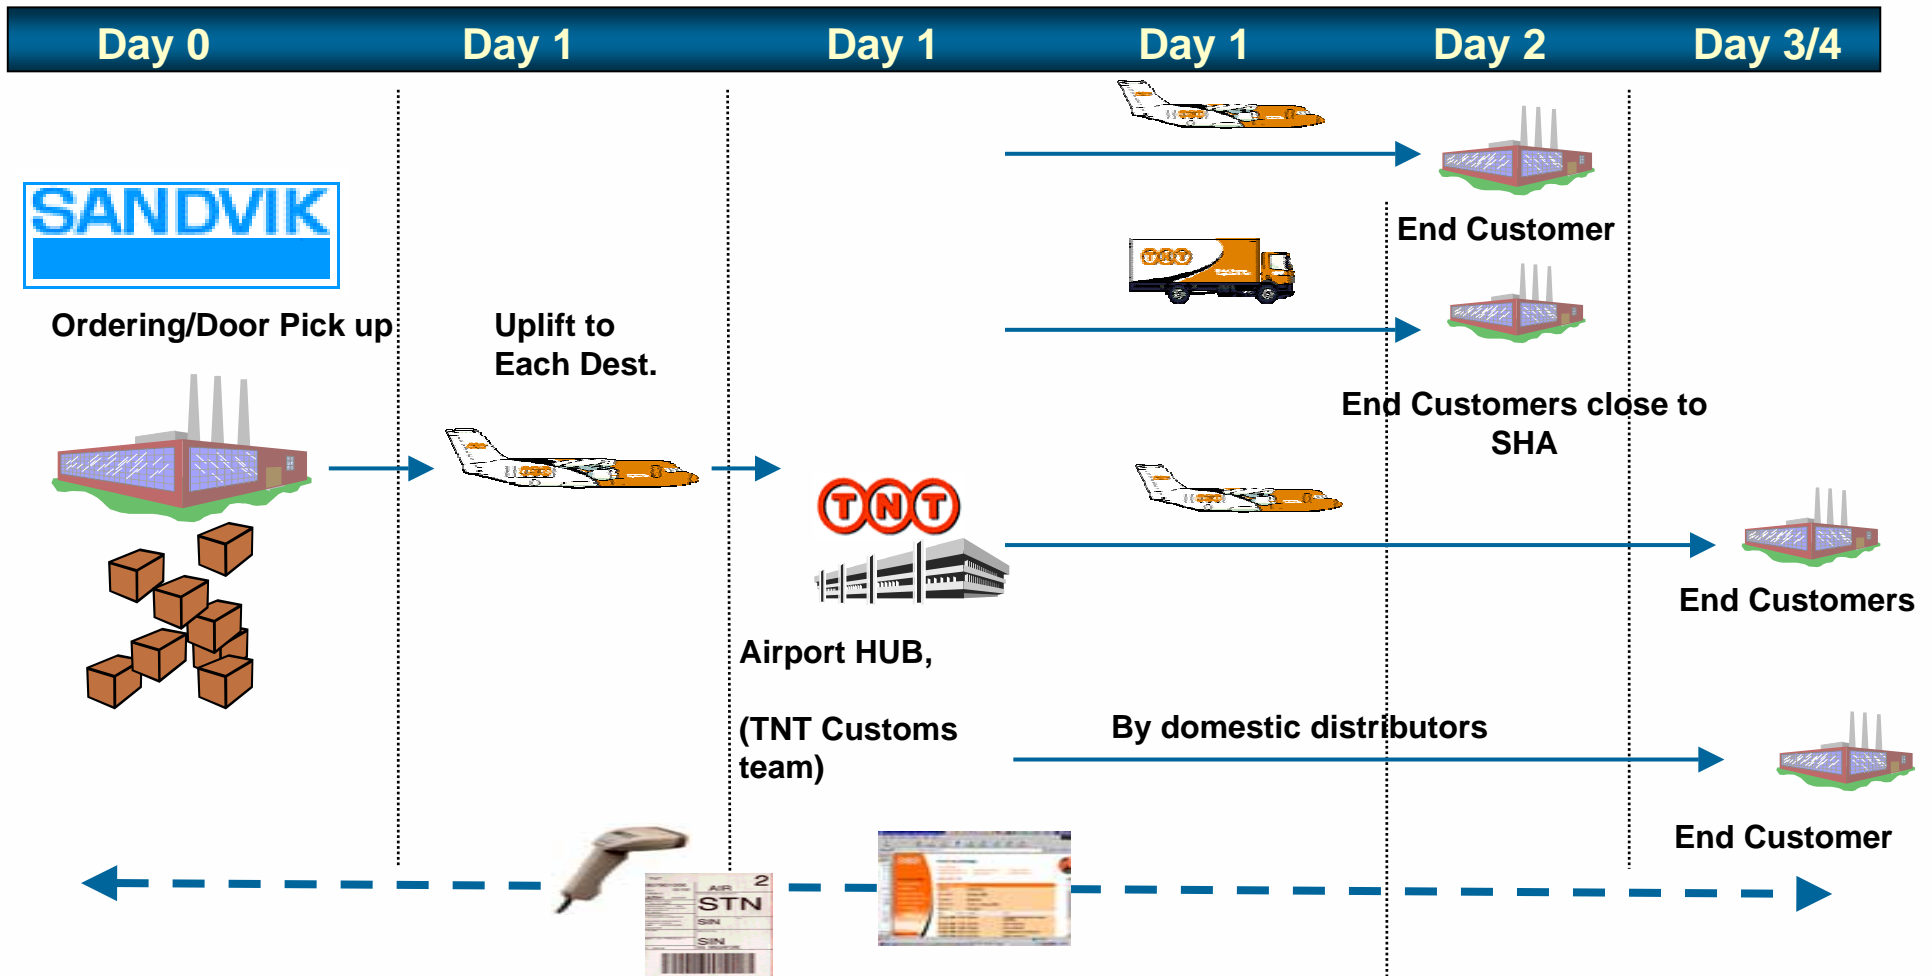 Day 0
Day 1
Day 1
Day 1
Day 2
Day 3/4
SANDVIK
Ordering/Door Pick up
Uplift to
Each Dest.
TNT
End Customer
TNT
End Customers close to
SHA
TNT
End Customers
Airport HUB,
(TNT Customs
team)
By domestic distributors
End Customer
AIR
2
STN
SIN
SIN